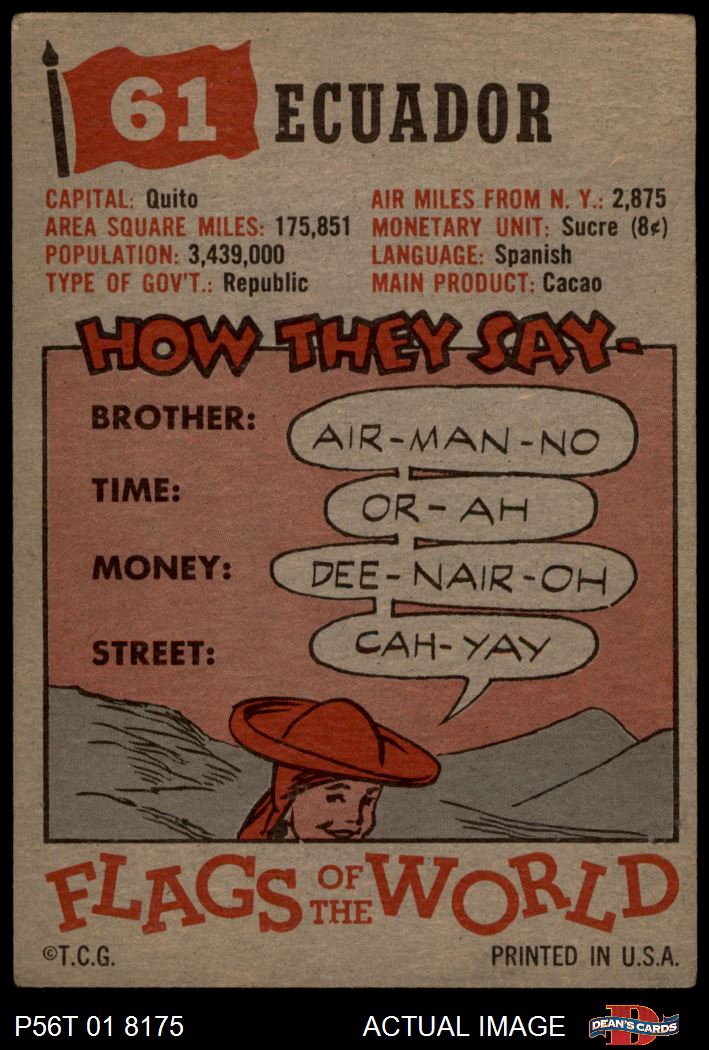 61 ECUADOR
CAPITAL: Quito
AREA SQUARE MILES: 175,851
POPULATION: 3,439,000
TYPE OF GOV'T.: Republic
AIR MILES FROM N. Y.: 2,875
MONETARY UNIT: Sucre (8¢)
LANGUAGE: Spanish
MAIN PRODUCT: Cacao
HOW THEY SAY-
BROTHER: AIR-MAN-NO
TIME: OR-AH
MONEY: DEE-NAIR-OH
STREET: CAH-YAY
FLAGS OF THE WORLD
©T.C.G. PRINTED IN U.S.A.
P56T 01 8175 ACTUAL IMAGE D DEAN'S CARDS